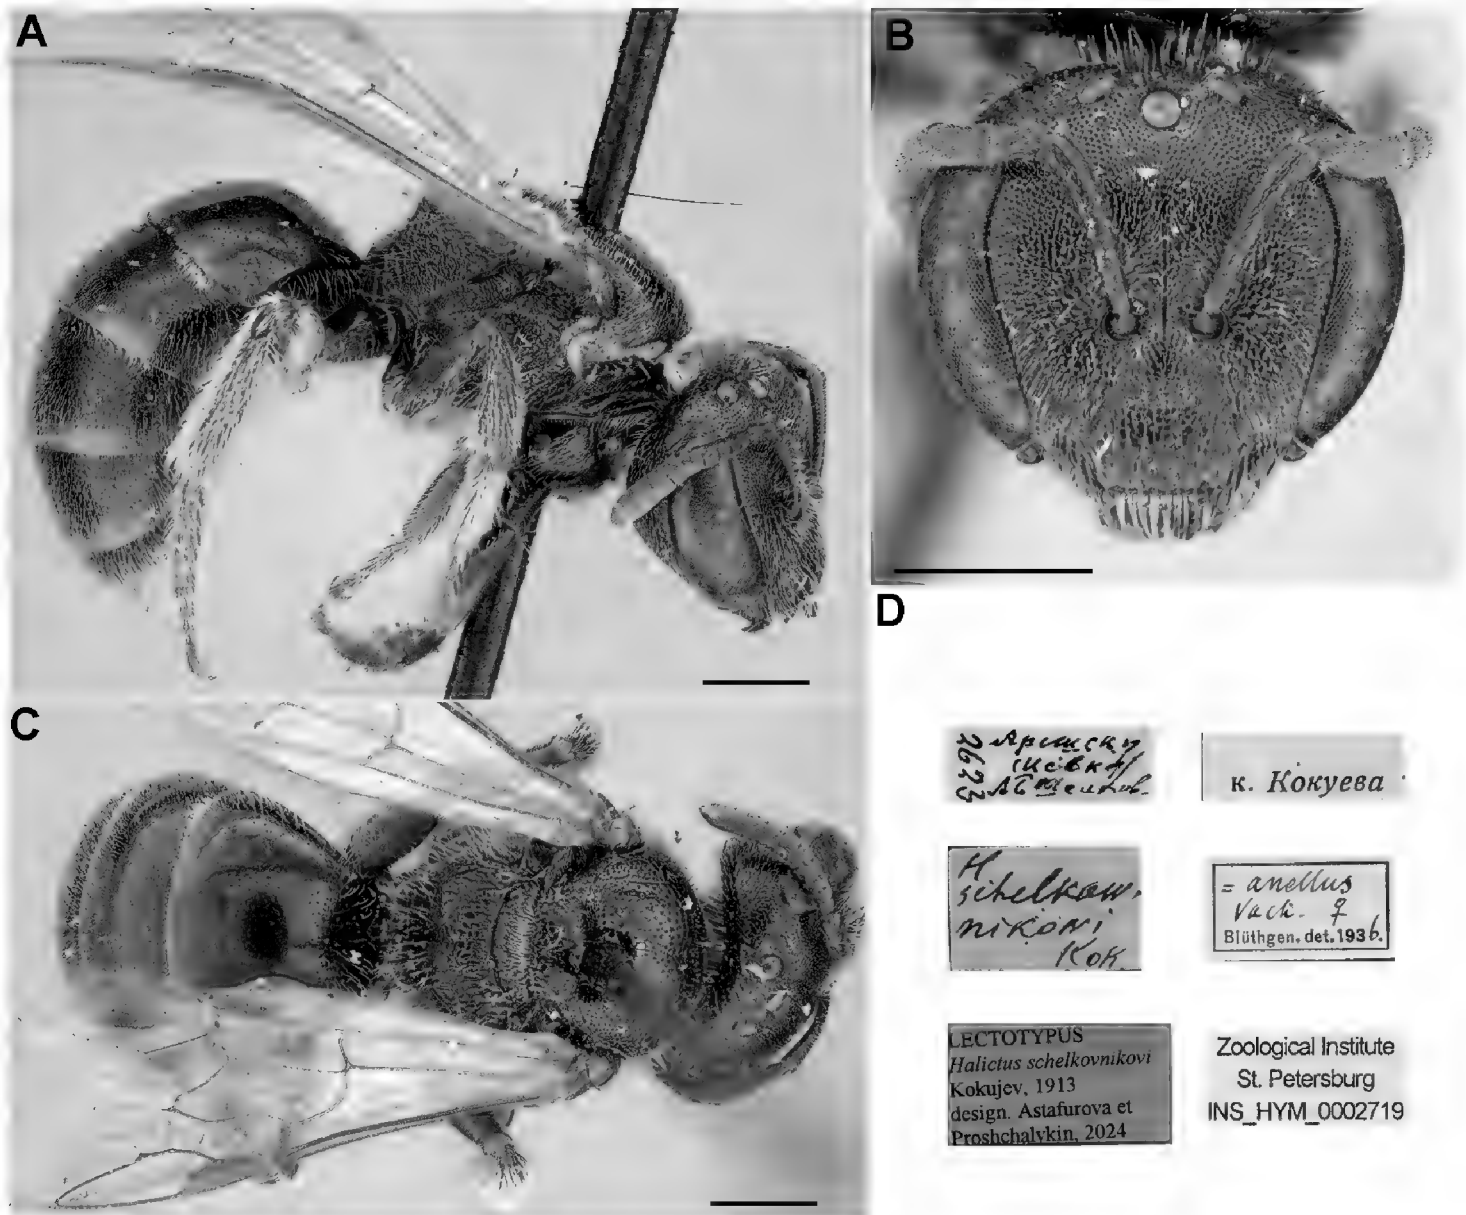 A
B
C
D
2623
к. Кокуева
H
schelkow-
nikovi
Kok
= anellus
Vach. ♀
Blüthgen. det. 1936.
LECTOTYPUS
Halictus schelkovnikovi
Kokujev, 1913
design. Astafurova et
Proshchalykin, 2024
Zoological Institute
St. Petersburg
INS_HYM_0002719